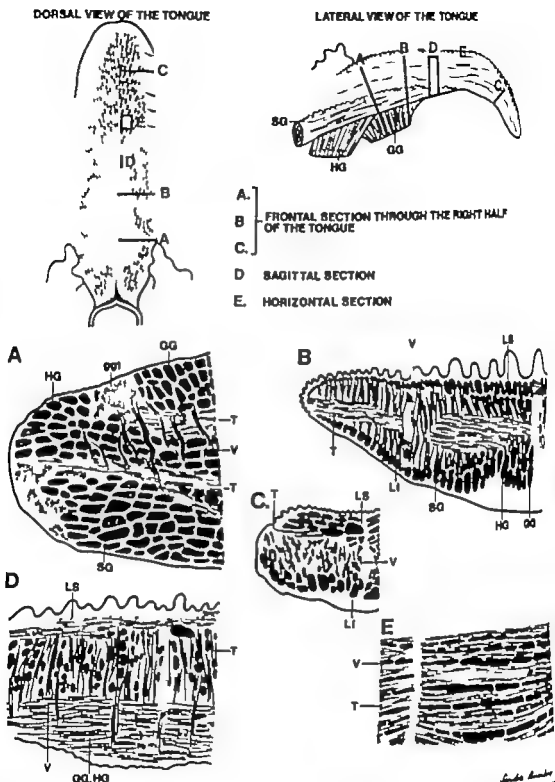 DORSAL VIEW OF THE TONGUE
C
E
D
B
A
LATERAL VIEW OF THE TONGUE
A
B
D
E
C
SG
HG
GG
A.
B
C.
FRONTAL SECTION THROUGH THE RIGHT HALF
OF THE TONGUE
D SAGITTAL SECTION
E. HORIZONTAL SECTION
A
HG
GG
T
V
T
SG
B
V
LS
T
LI
SG
HG
GG
C.
T
LS
V
LI
D
LS
T
V
GG, HG
E
V
T